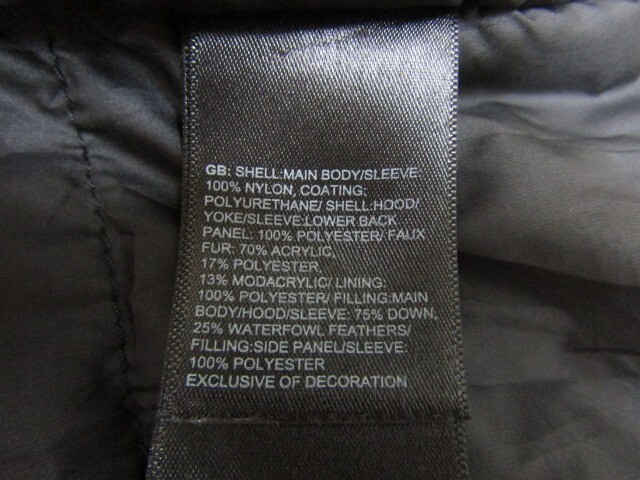 GB: SHELL:MAIN BODY/SLEEVE:
100% NYLON, COATING:
POLYURETHANE/ SHELL:HOOD/
YOKE/SLEEVE:LOWER BACK
PANEL: 100% POLYESTER/ FAUX
FUR: 70% ACRYLIC,
17% POLYESTER,
13% MODACRYLIC/ LINING:
100% POLYESTER/ FILLING:MAIN
BODY/HOOD/SLEEVE: 75% DOWN,
25% WATERFOWL FEATHERS/
FILLING:SIDE PANEL/SLEEVE:
100% POLYESTER
EXCLUSIVE OF DECORATION